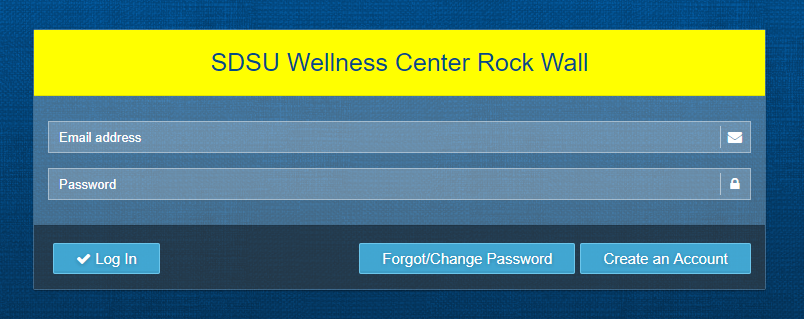 SDSU Wellness Center Rock Wall
Email address
Password
Log In
Forgot/Change Password
Create an Account